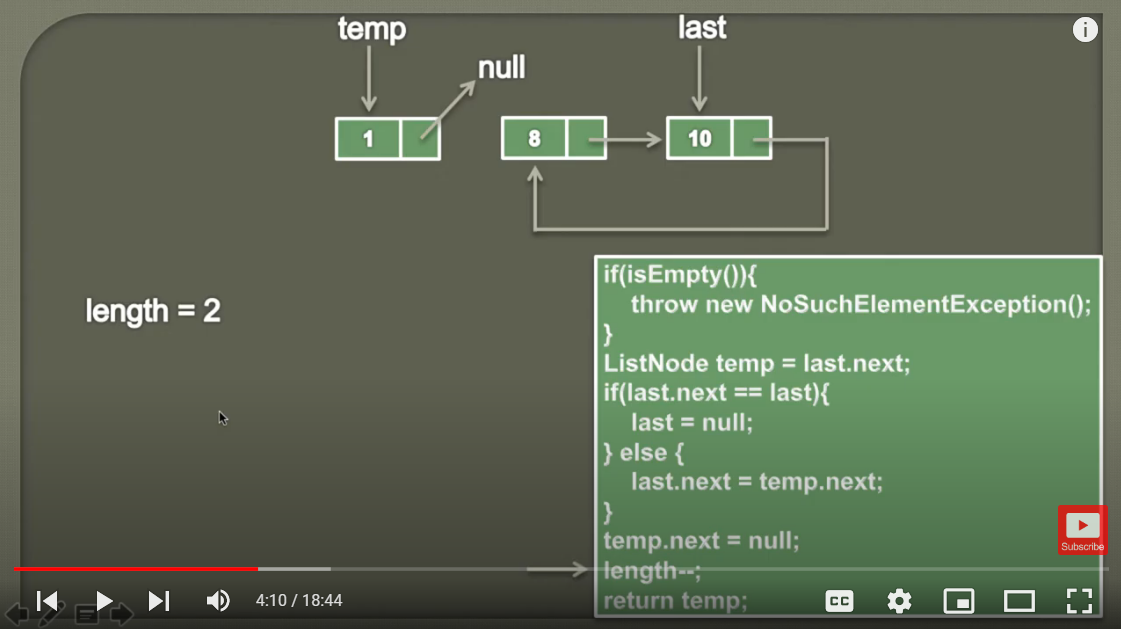 temp
last
null
1
8
10
length = 2
if(isEmpty()){
throw new NoSuchElementException();
}
ListNode temp = last.next;
if(last.next == last){
last = null;
} else {
last.next = temp.next;
}
temp.next = null;
length--;
return temp;
Subscribe
4:10 / 18:44
CC